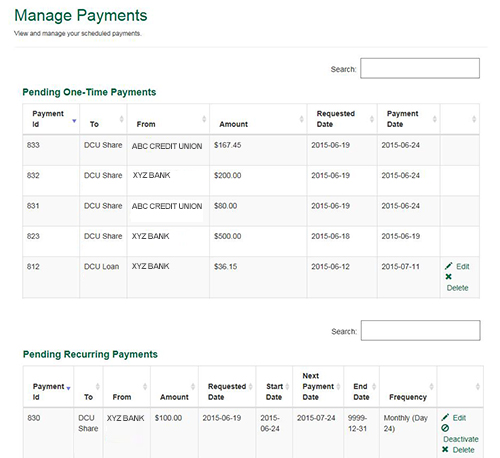 Manage Payments
View and manage your scheduled payments.
Search:
Pending One-Time Payments
Payment Id To From Amount Requested Date Payment Date
833 DCU Share ABC CREDIT UNION $167.45 2015-06-19 2015-06-24
832 DCU Share XYZ BANK $200.00 2015-06-19 2015-06-24
831 DCU Share ABC CREDIT UNION $80.00 2015-06-19 2015-06-24
823 DCU Share XYZ BANK $500.00 2015-06-18 2015-06-19
812 DCU Loan XYZ BANK $36.15 2015-06-12 2015-07-11 Edit
Delete
Search:
Pending Recurring Payments
Payment Id To From Amount Requested Date Start Date Next Payment Date End Date Frequency
830 DCU Share XYZ BANK $100.00 2015-06-19 2015-06-24 2015-07-24 9999-12-31 Monthly (Day 24) Edit
Deactivate
Delete